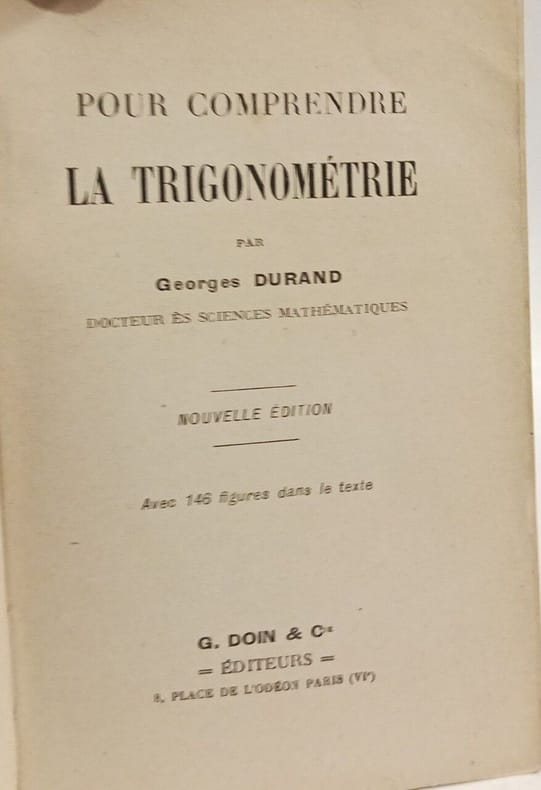 POUR COMPRENDRE
LA TRIGONOMÉTRIE
PAR
Georges DURAND
DOCTEUR ÈS SCIENCES MATHÉMATIQUES
NOUVELLE ÉDITION
Avec 146 figures dans le texte
G. DOIN & Cie
= ÉDITEURS =
8, PLACE DE L'ODÉON PARIS (VIe)